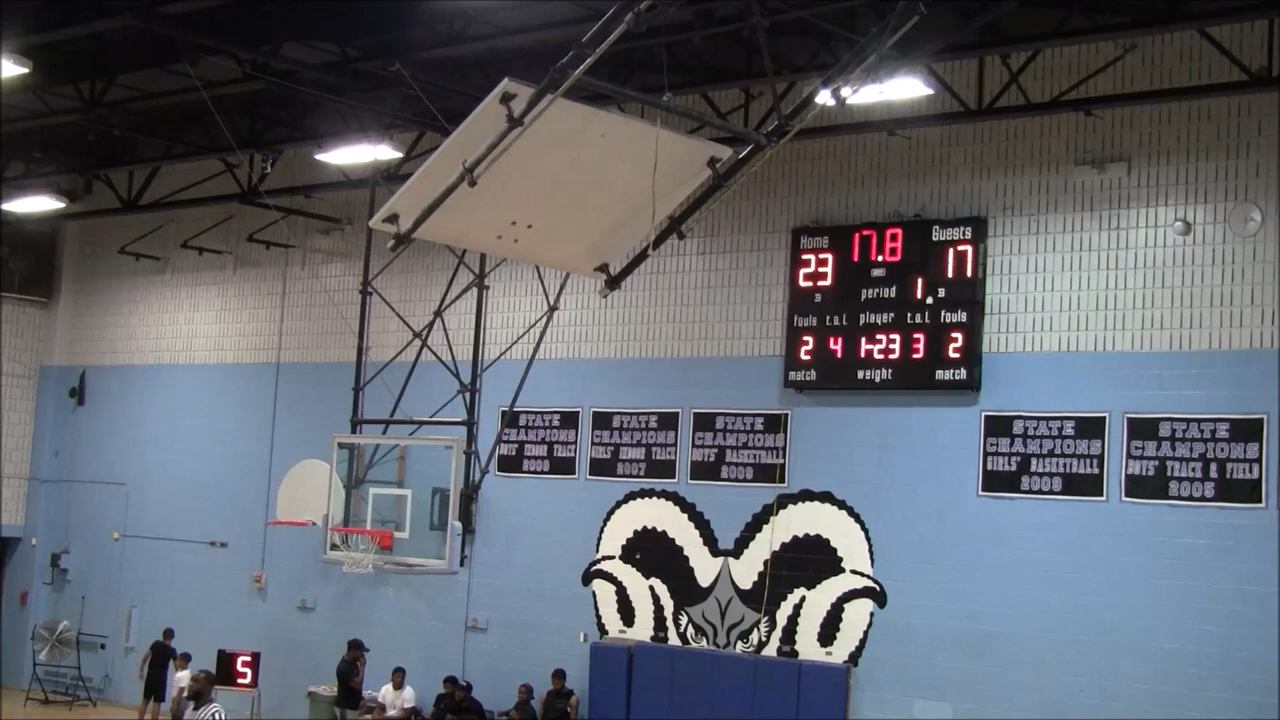 Home 17.8 Guests
23 17
period 1
B B
fouls t.o.l. player t.o.l. fouls
2 4 1-23 3 2
match weight match
STATE
CHAMPIONS
BOYS' INDOOR TRACK
STATE
CHAMPIONS
GIRLS' INDOOR TRACK
2007
STATE
CHAMPIONS
BOYS' BASKETBALL
2009
STATE
CHAMPIONS
GIRLS' BASKETBALL
2009
STATE
CHAMPIONS
BOYS' TRACK & FIELD
2005
5